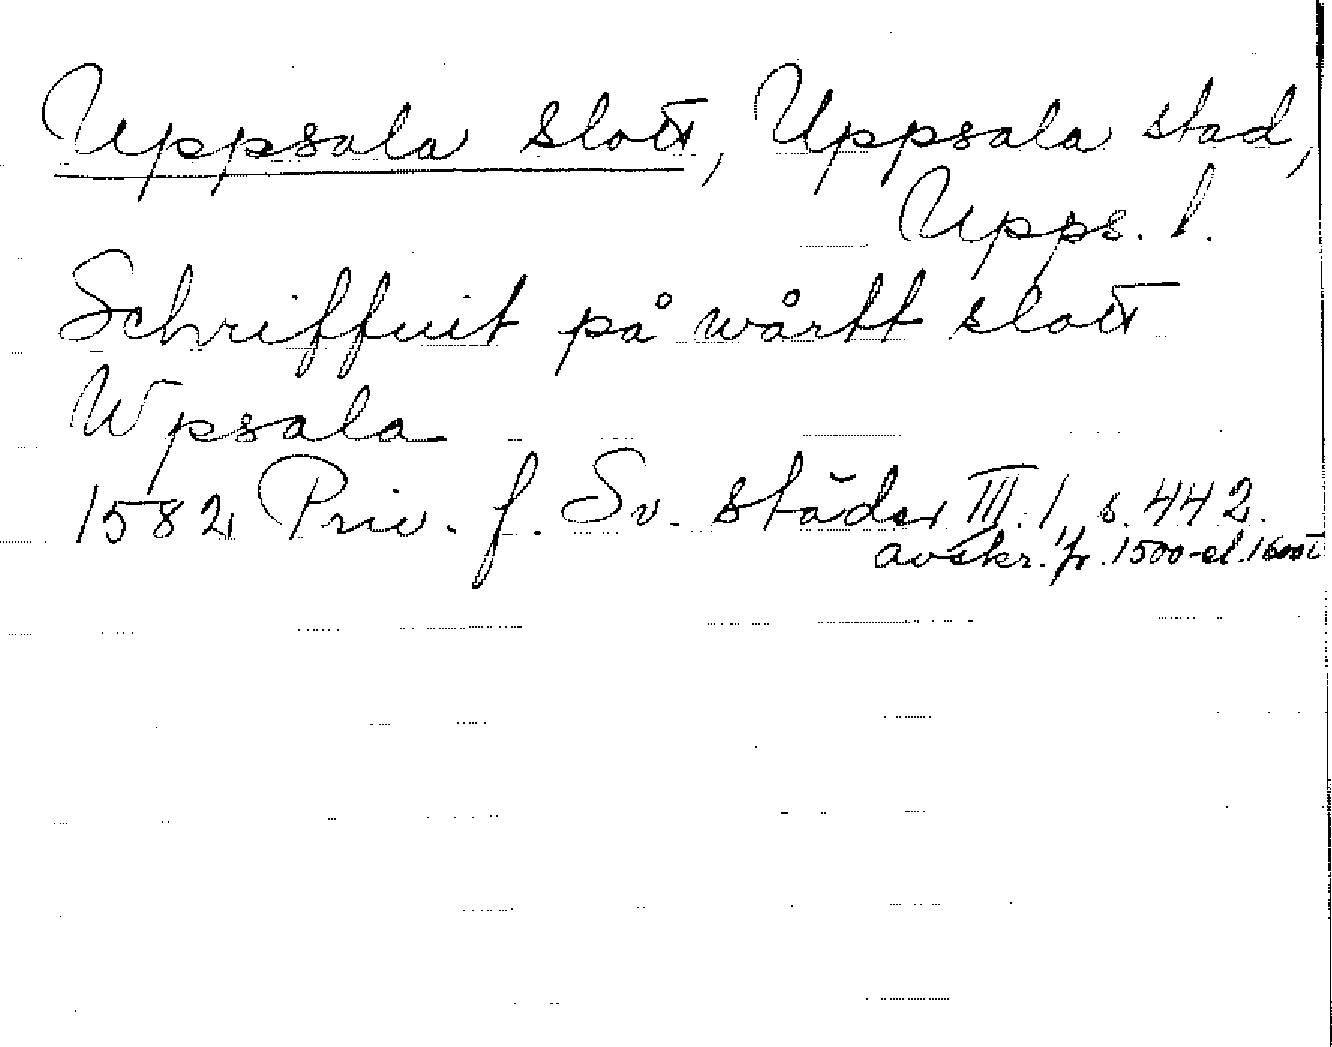 Uppsala slott, Uppsala stad,
Upps. l.
Schriffuit på wårtt slott
Wpsala
1582 Priv. f. Sv. städer III.1, s. 442.
avskr. fr. 1500-el. 1600t